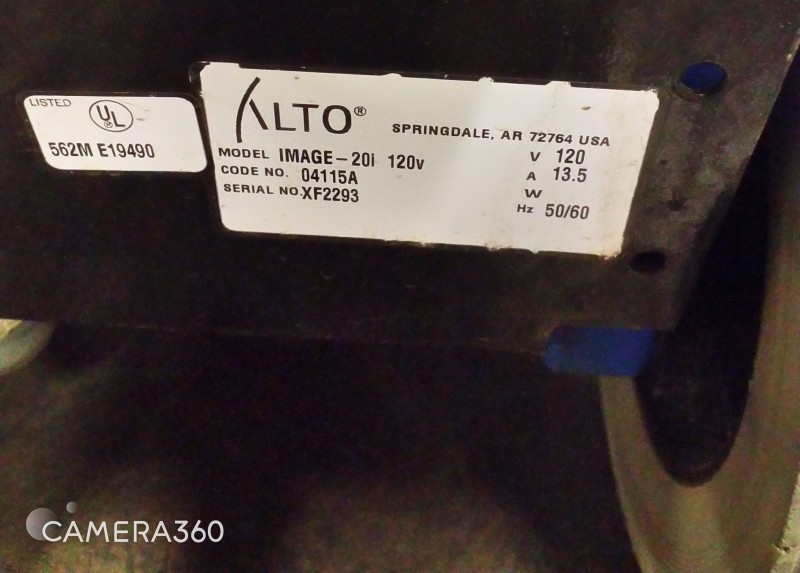 LISTED
UL
®
562M E19490
ALTO®
SPRINGDALE, AR 72764 USA
MODEL IMAGE-20I 120v
CODE NO. 04115A
SERIAL NO. XF2293
V 120
A 13.5
W
Hz 50/60
CAMERA360